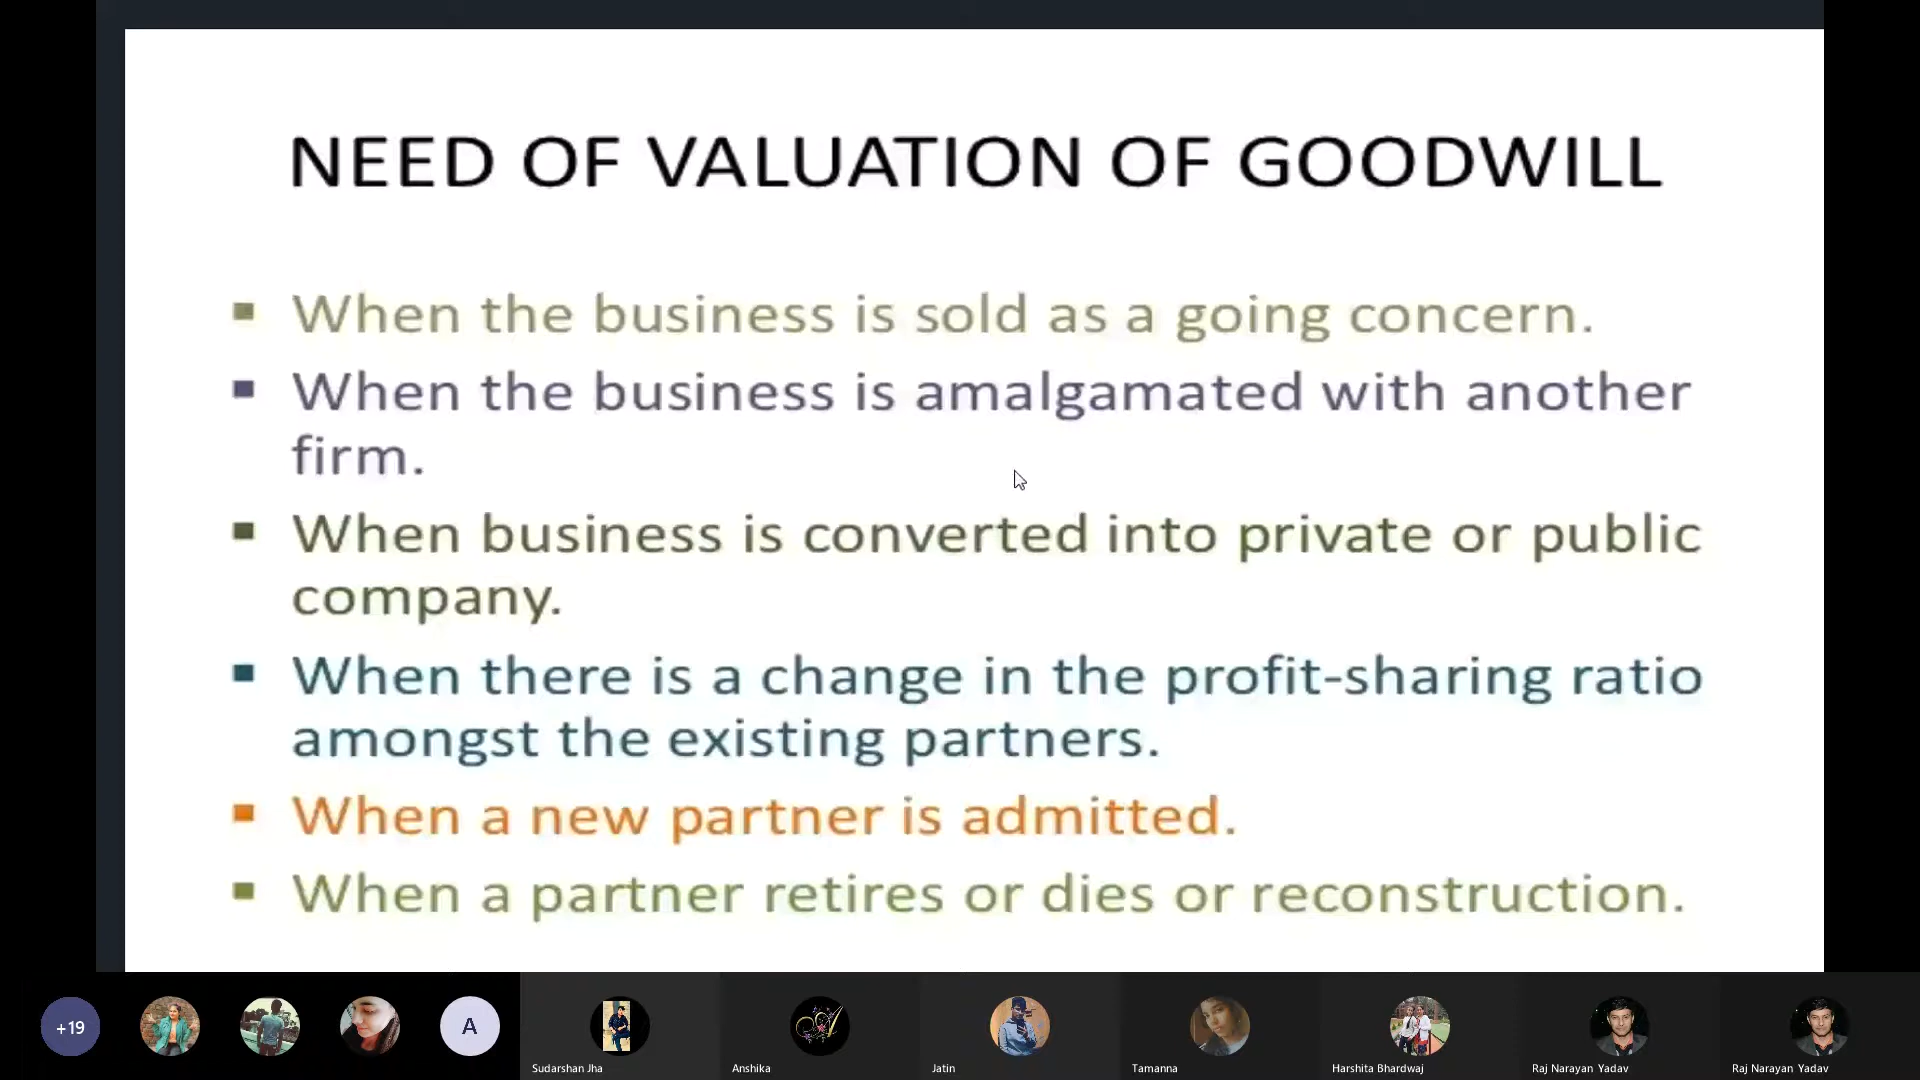 NEED OF VALUATION OF GOODWILL
▪ When the business is sold as a going concern.
▪ When the business is amalgamated with another
firm.
▪ When business is converted into private or public
company.
▪ When there is a change in the profit-sharing ratio
amongst the existing partners.
▪ When a new partner is admitted.
▪ When a partner retires or dies or reconstruction.
+19
A
Sudarshan Jha
Anshika
Jatin
Tamanna
Harshita Bhardwaj
Raj Narayan Yadav
Raj Narayan Yadav